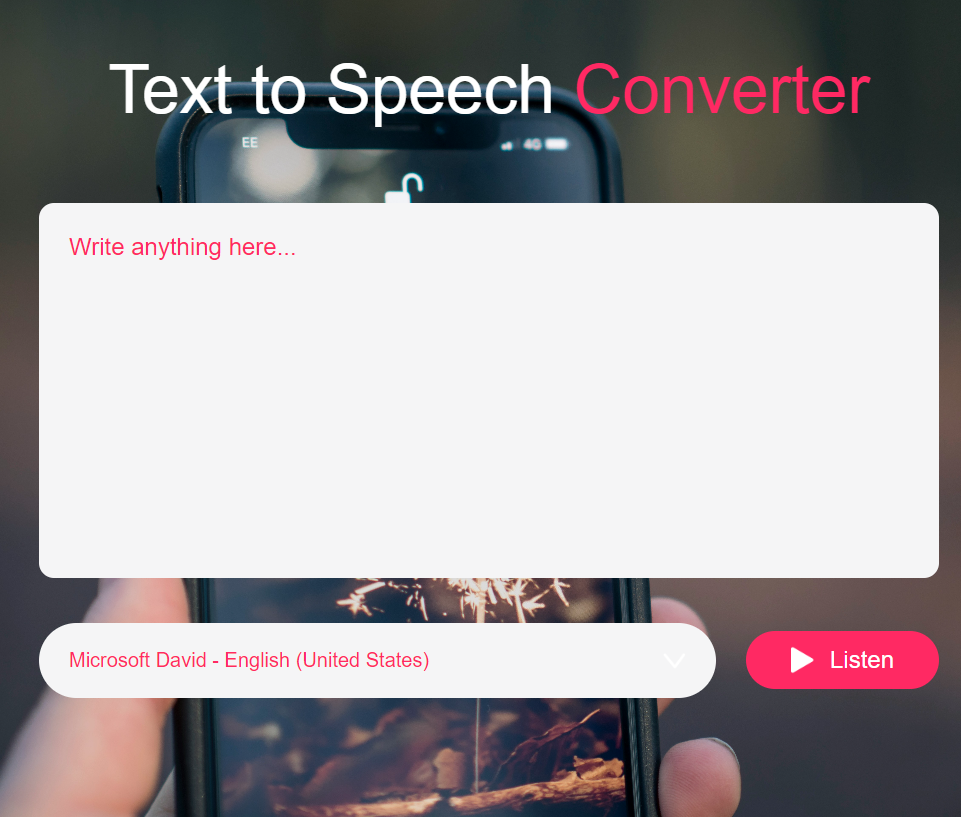 Text to Speech Converter
EE 4G
Write anything here...
Microsoft David - English (United States)
Listen